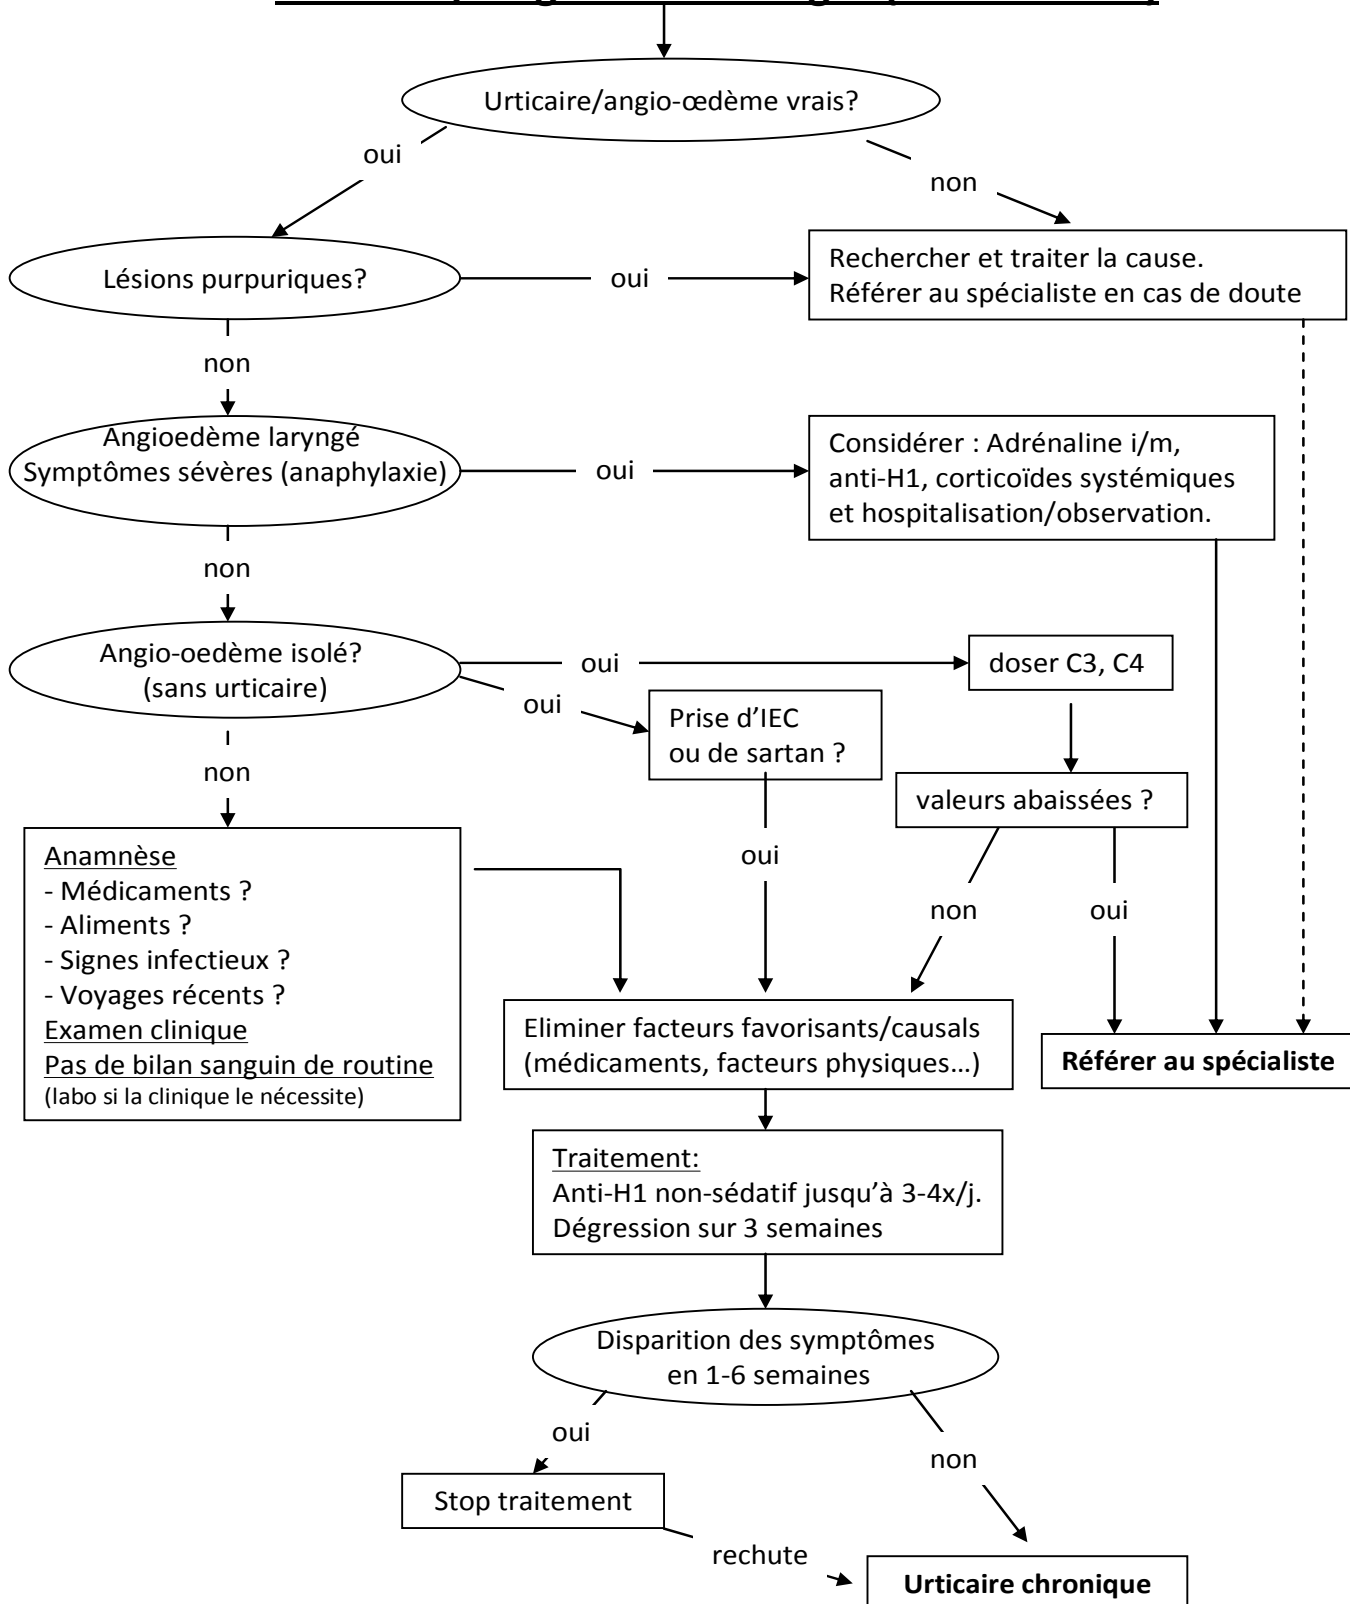 Urticaire/angio-œdème vrais?
oui
non
Lésions purpuriques?
oui
Rechercher et traiter la cause.
Référer au spécialiste en cas de doute
non
Angioedème laryngé
Symptômes sévères (anaphylaxie)
oui
Considérer : Adrénaline i/m,
anti-H1, corticoïdes systémiques
et hospitalisation/observation.
non
Angio-oedème isolé?
(sans urticaire)
oui
doser C3, C4
oui
Prise d’IEC
ou de sartan ?
non
valeurs abaissées ?
oui
non
oui
Anamnèse
- Médicaments ?
- Aliments ?
- Signes infectieux ?
- Voyages récents ?
Examen clinique
Pas de bilan sanguin de routine
(labo si la clinique le nécessite)
Eliminer facteurs favorisants/causals
(médicaments, facteurs physiques…)
Référer au spécialiste
Traitement:
Anti-H1 non-sédatif jusqu’à 3-4x/j.
Dégression sur 3 semaines
Disparition des symptômes
en 1-6 semaines
oui
non
Stop traitement
rechute
Urticaire chronique